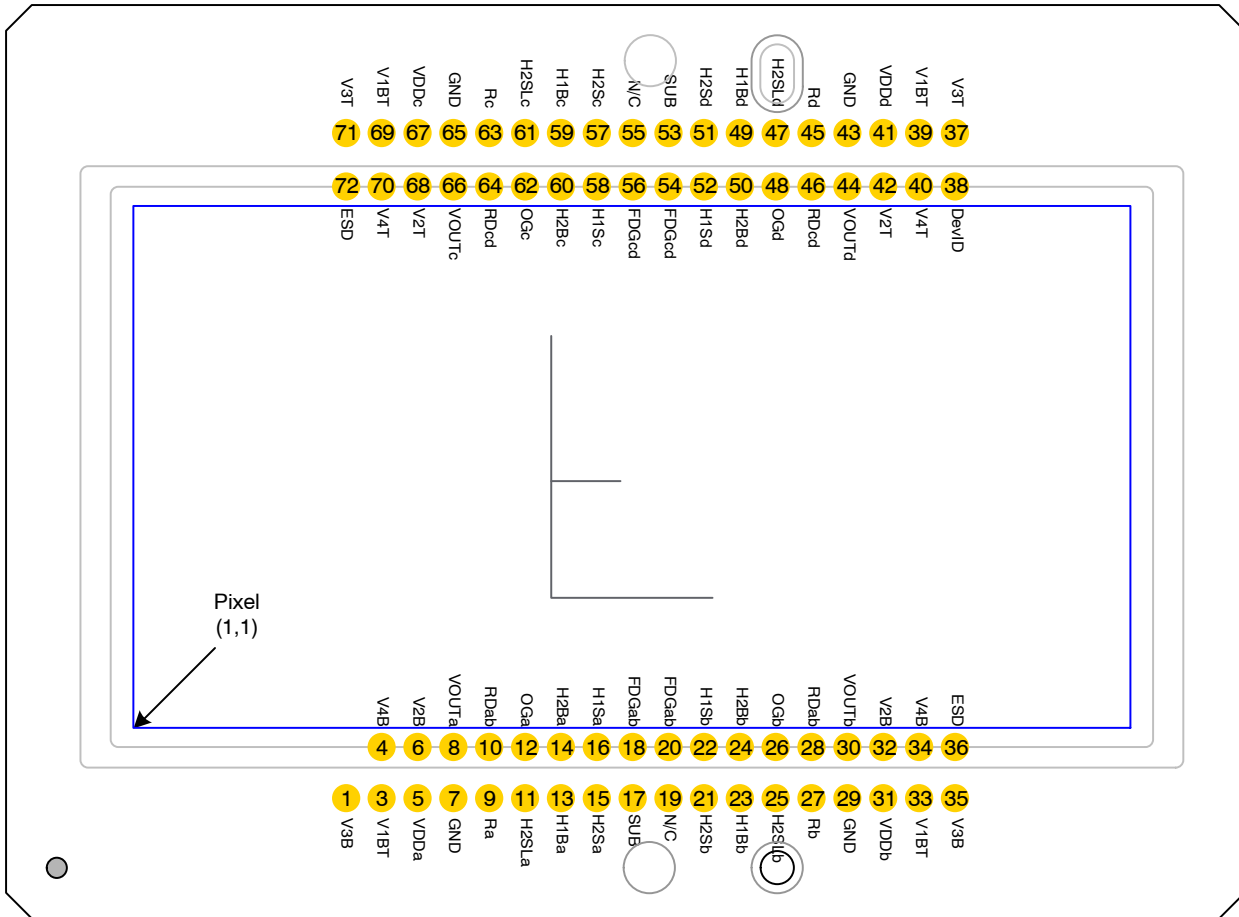 V3T V1BT VDDc GND Rc H2SLc H1Bc H2Sc N/C SUB H2Sd H1Bd H2SLd Rd GND VDDd V1BT V3T
71 69 67 65 63 61 59 57 55 53 51 49 47 45 43 41 39 37
72 70 68 66 64 62 60 58 56 54 52 50 48 46 44 42 40 38
ESD V4T V2T VOUTc RDcd OGc H2Bc H1Sc FDGcd FDGcd H1Sd H2Bd OGd RDcd VOUTd V2T V4T DevID
Pixel
(1,1)
V4B V2B VOUTa RDab OGa H2Ba H1Sa FDGab FDGab H1Sb H2Bb OGb RDab VOUTb V2B V4B ESD
4 6 8 10 12 14 16 18 20 22 24 26 28 30 32 34 36
1 3 5 7 9 11 13 15 17 19 21 23 25 27 29 31 33 35
V3B V1BT VDDa GND Ra H2SLa H1Ba H2Sa SUB N/C H2Sb H1Bb H2SLb Rb GND VDDb V1BT V3B